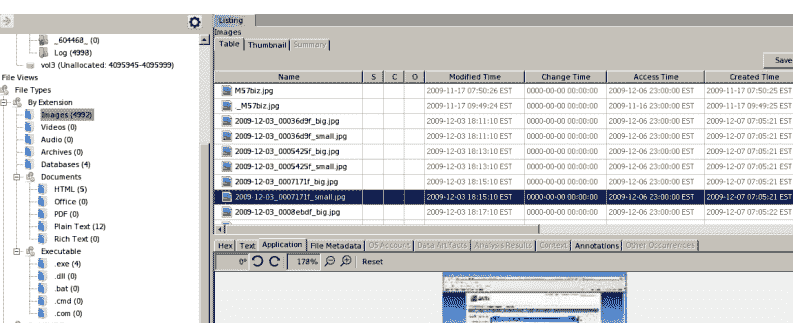 Listing
_604468_ (0)
Log (4998)
vol3 (Unallocated: 4095945-4095999)
File Views
File Types
By Extension
Images (4992)
Videos (0)
Audio (0)
Archives (0)
Databases (4)
Documents
HTML (5)
Office (0)
PDF (0)
Plain Text (12)
Rich Text (0)
Executable
.exe (4)
.dll (0)
.bat (0)
.cmd (0)
.com (0)
Images
Table Thumbnail Summary
Save
Name S C O Modified Time Change Time Access Time Created Time
M57biz.jpg 2009-11-17 07:50:26 EST 0000-00-00 00:00:00 2009-12-06 23:00:00 EST 2009-11-17 07:50:25 EST
_M57biz.jpg 2009-11-17 09:49:24 EST 0000-00-00 00:00:00 2009-11-16 23:00:00 EST 2009-11-17 09:49:25 EST
2009-12-03_00036d9f_big.jpg 2009-12-03 18:11:10 EST 0000-00-00 00:00:00 2009-12-06 23:00:00 EST 2009-12-07 07:05:21 EST
2009-12-03_00036d9f_small.jpg 2009-12-03 18:11:10 EST 0000-00-00 00:00:00 2009-12-06 23:00:00 EST 2009-12-07 07:05:21 EST
2009-12-03_0005425f_big.jpg 2009-12-03 18:13:10 EST 0000-00-00 00:00:00 2009-12-06 23:00:00 EST 2009-12-07 07:05:21 EST
2009-12-03_0005425f_small.jpg 2009-12-03 18:13:10 EST 0000-00-00 00:00:00 2009-12-06 23:00:00 EST 2009-12-07 07:05:21 EST
2009-12-03_0007171f_big.jpg 2009-12-03 18:15:10 EST 0000-00-00 00:00:00 2009-12-06 23:00:00 EST 2009-12-07 07:05:21 EST
2009-12-03_0007171f_small.jpg 2009-12-03 18:15:10 EST 0000-00-00 00:00:00 2009-12-06 23:00:00 EST 2009-12-07 07:05:21 EST
2009-12-03_0008ebdf_big.jpg 2009-12-03 18:17:10 EST 0000-00-00 00:00:00 2009-12-06 23:00:00 EST 2009-12-07 07:05:22 EST
Hex Text Application File Metadata OS Account Data Artifacts Analysis Results Context Annotations Other Occurrences
0° 178% Reset